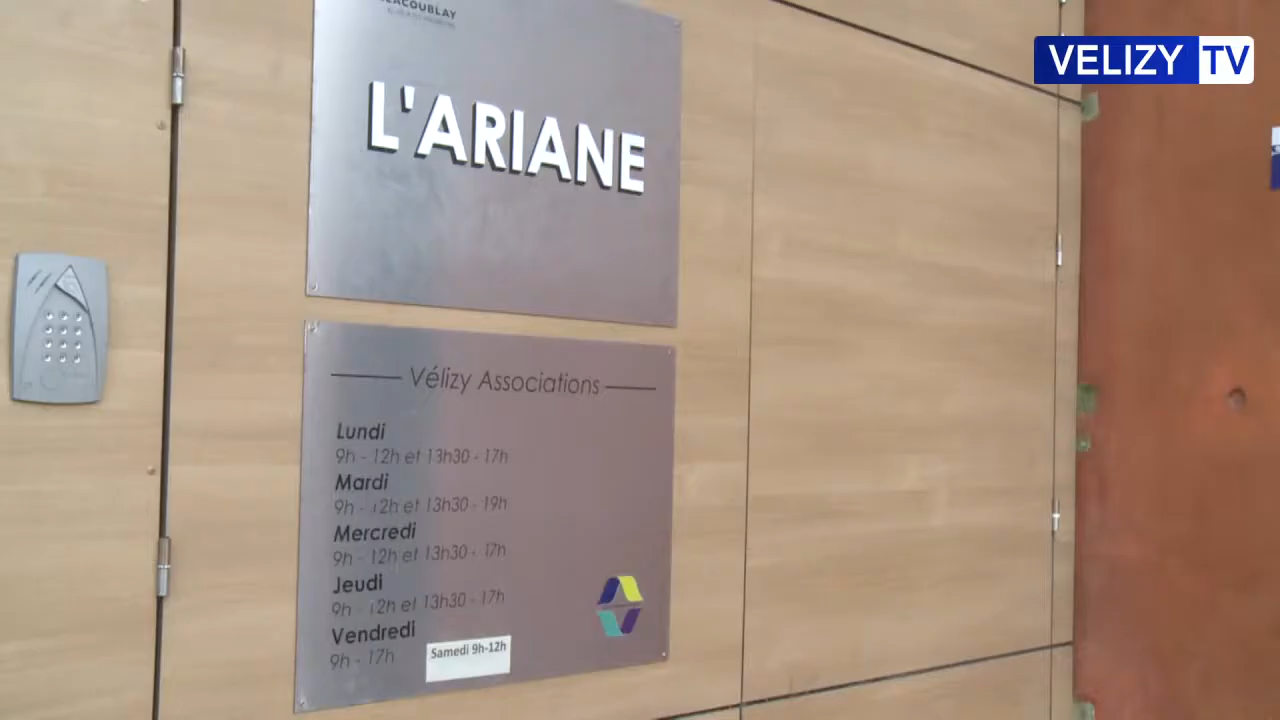 VELIZY TV
L'ARIANE
Vélizy Associations
Lundi
9h - 12h et 13h30 - 17h
Mardi
9h - 12h et 13h30 - 19h
Mercredi
9h - 12h et 13h30 - 17h
Jeudi
9h - 12h et 13h30 - 17h
Vendredi
9h - 17h
Samedi 9h-12h